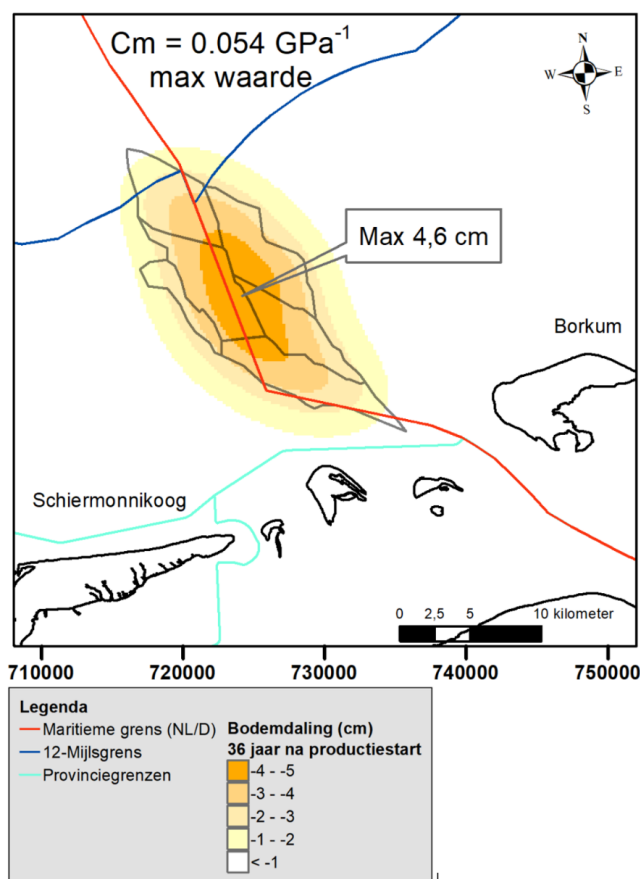 Cm = 0.054 GPa-1
max waarde
N
W E
S
Max 4,6 cm
Borkum
Schiermonnikoog
0 2,5 5 10 kilometer
710000 720000 730000 740000 750000
Legenda
Maritieme grens (NL/D)
12-Mijlsgrens
Provinciegrenzen
Bodemdaling (cm)
36 jaar na productiestart
-4 - -5
-3 - -4
-2 - -3
-1 - -2
< -1